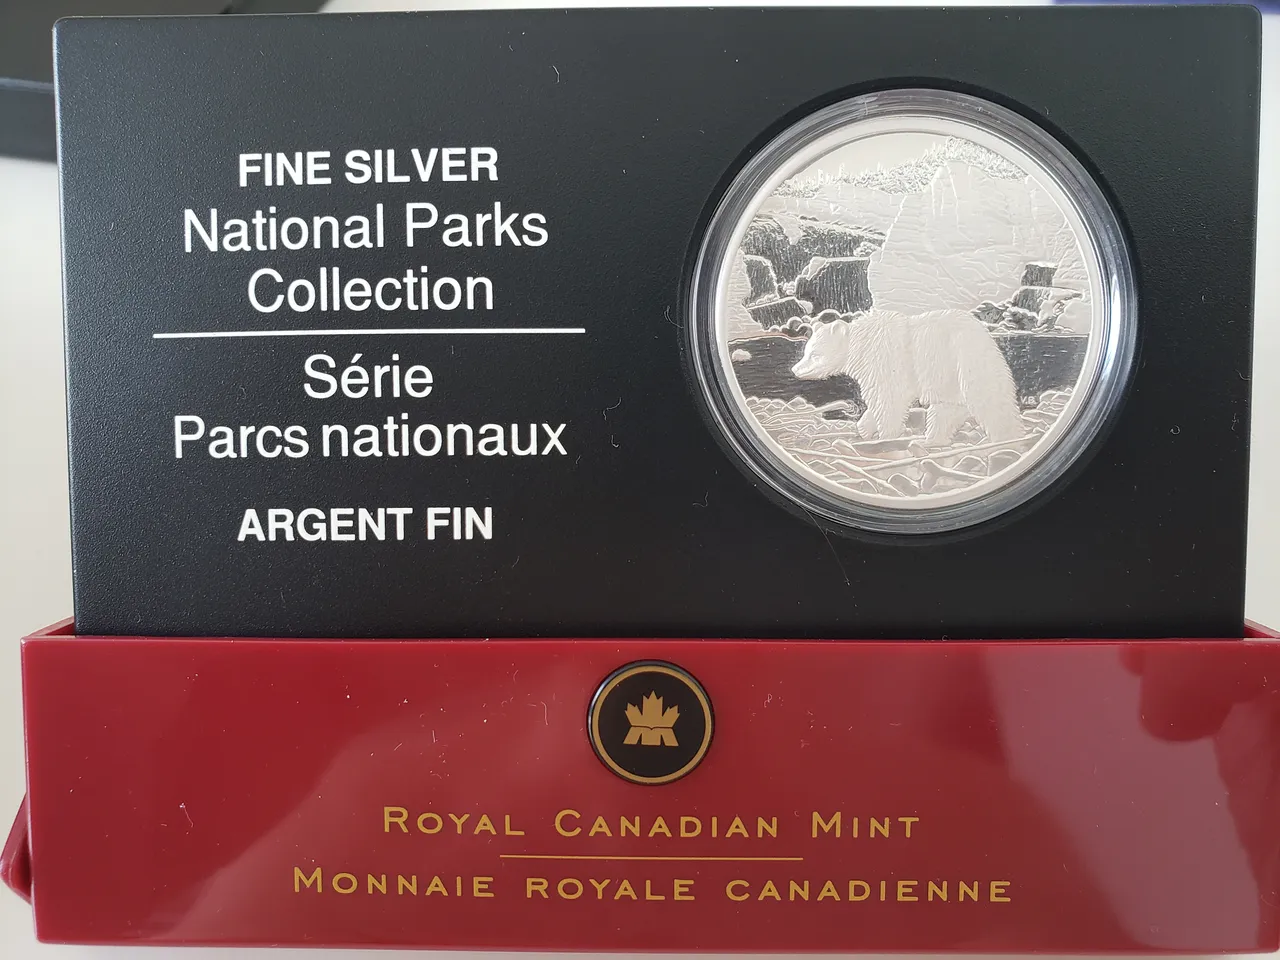 FINE SILVER
National Parks
Collection
Série
Parcs nationaux
ARGENT FIN
V.B.
ROYAL CANADIAN MINT
MONNAIE ROYALE CANADIENNE